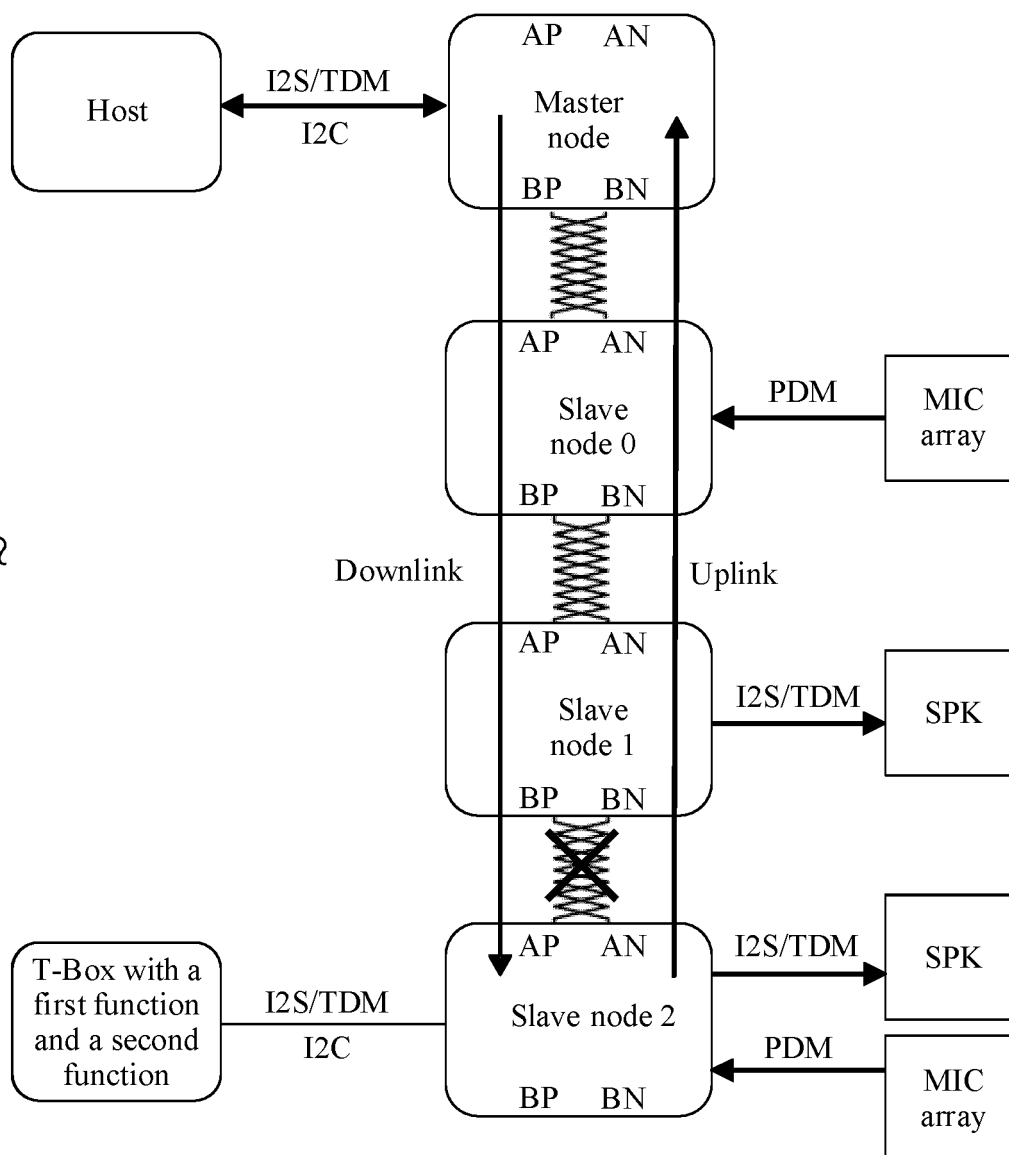 AP AN
Host
I2S/TDM
I2C
Master
node
BP BN
AP AN
Slave
node 0
PDM
MIC
array
BP BN
Downlink
Uplink
AP AN
Slave
node 1
I2S/TDM
SPK
BP BN
AP AN
I2S/TDM
SPK
T-Box with a
first function
and a second
function
I2S/TDM
I2C
Slave node 2
PDM
MIC
array
BP BN